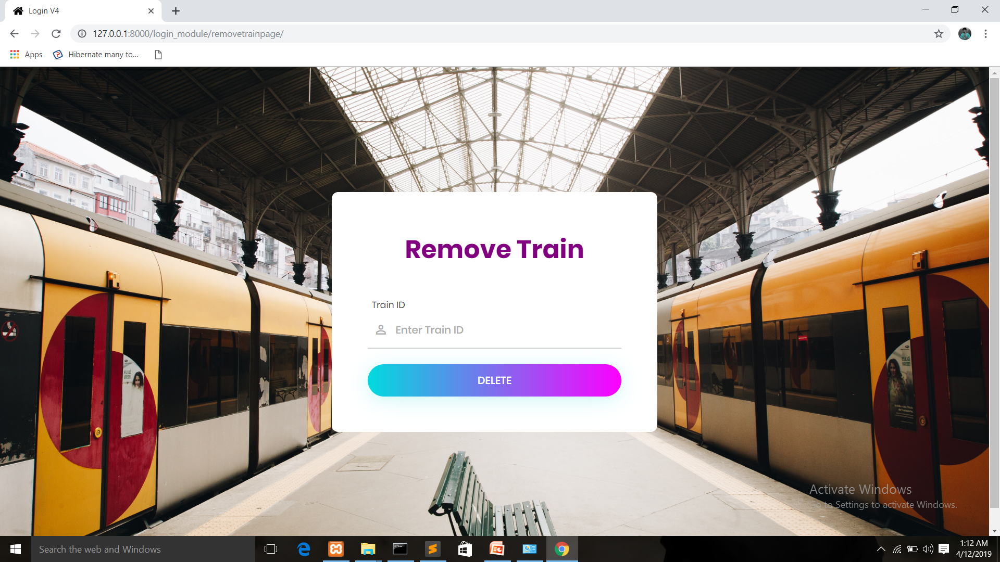 Login V4
127.0.0.1:8000/login_module/removetrainpage/
Apps
Hibernate many to...
Remove Train
Train ID
Enter Train ID
DELETE
Activate Windows
to Settings to activate Windows.
Search the web and Windows
1:12 AM
4/12/2019